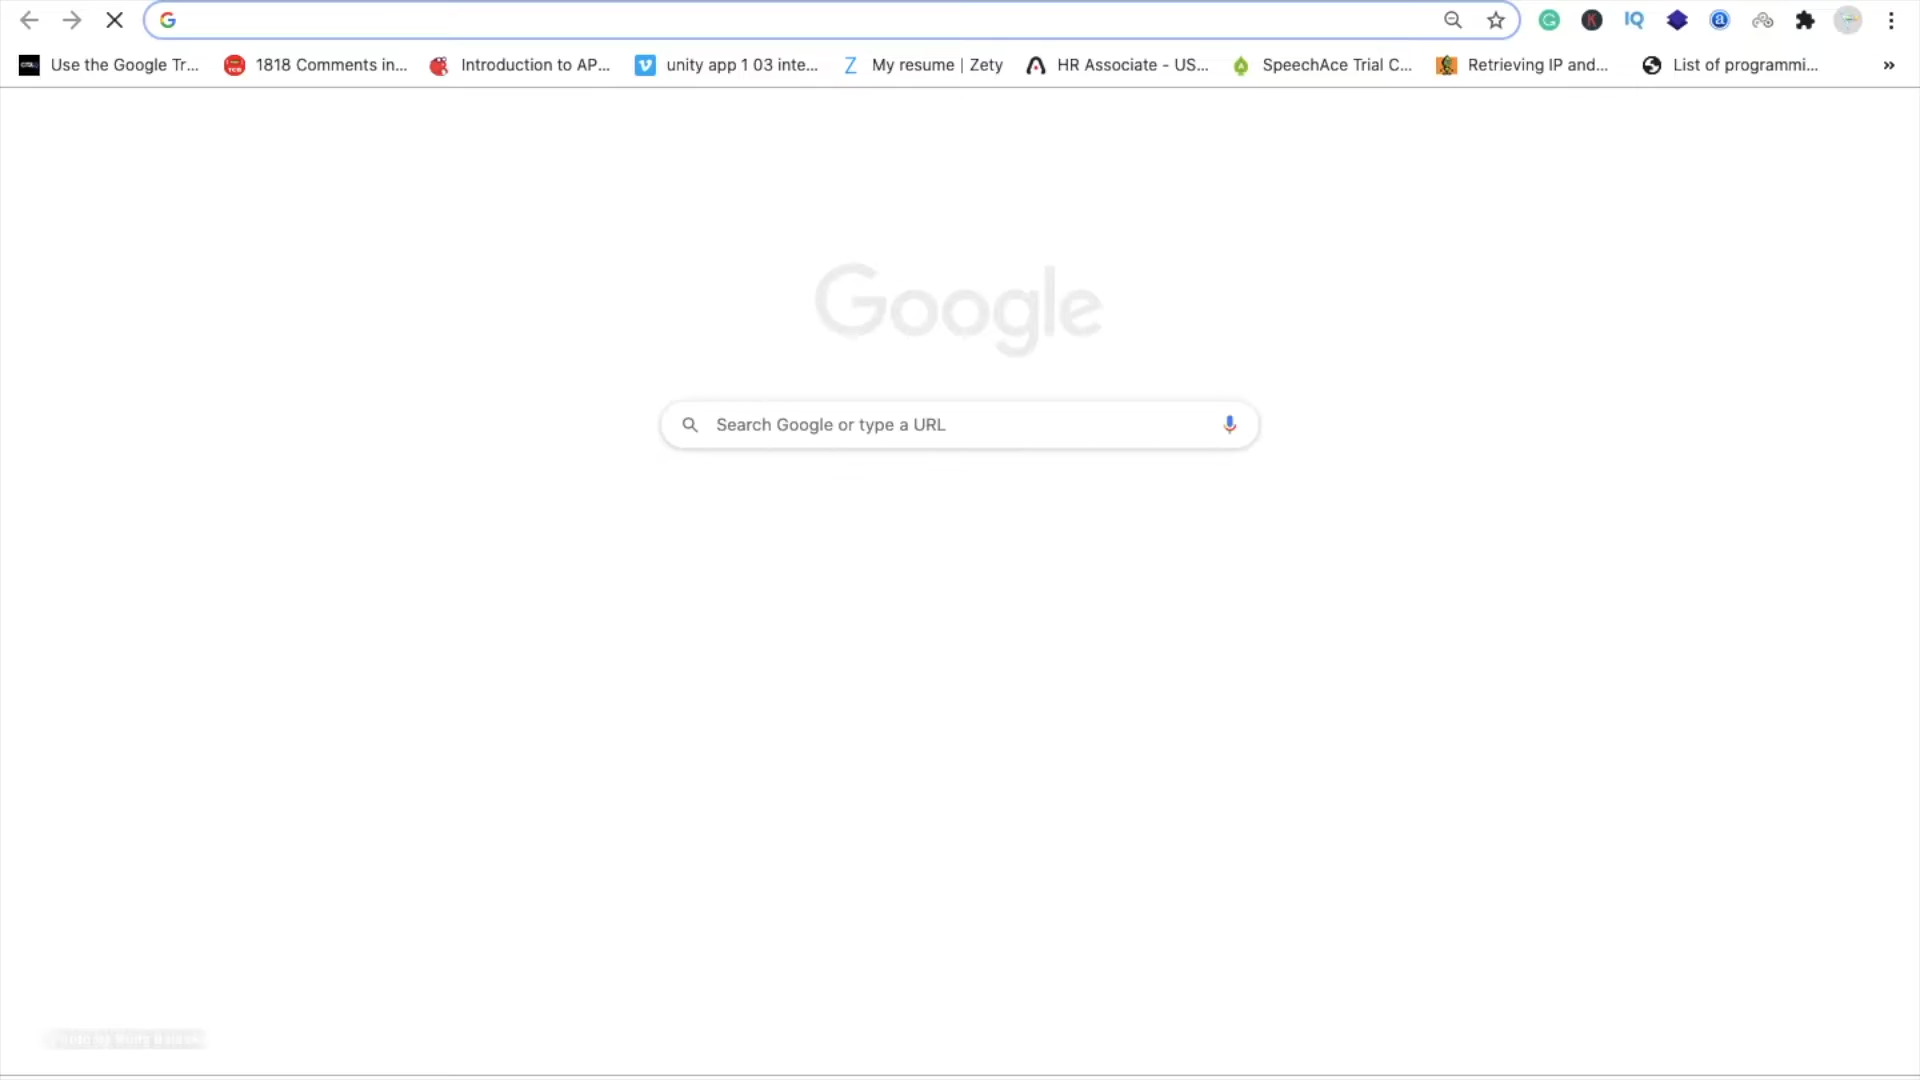 Use the Google Tr...
1818 Comments in...
Introduction to AP...
unity app 1 03 inte...
My resume | Zety
HR Associate - US...
SpeechAce Trial C...
Retrieving IP and...
List of programmi...
»
Google
Search Google or type a URL